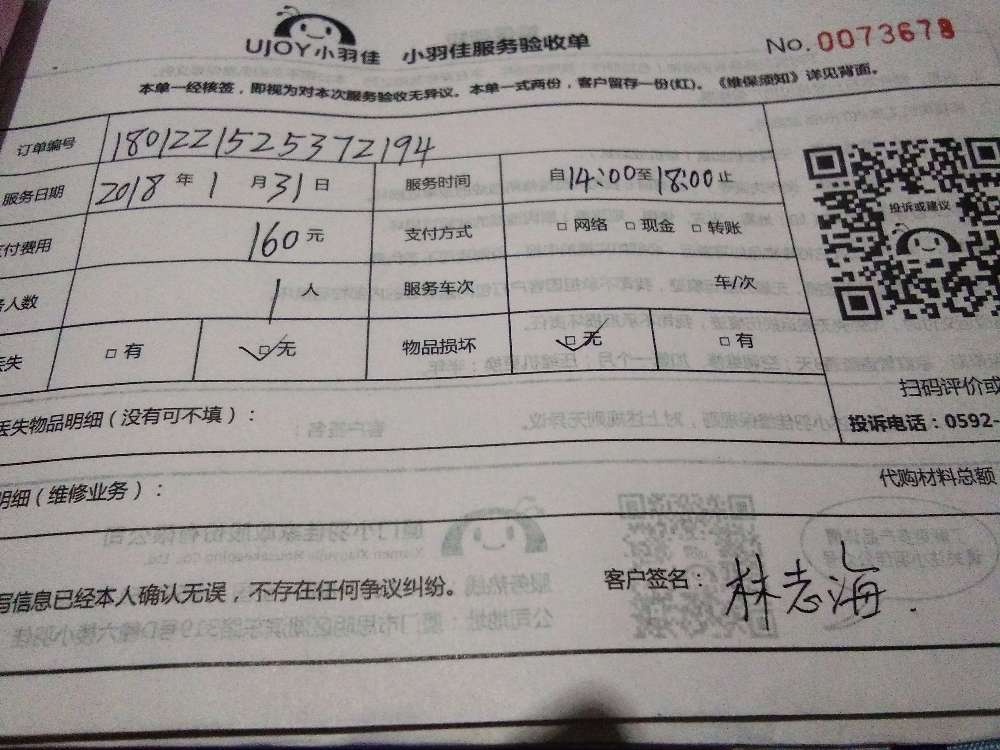 UJOY小羽佳 小羽佳服务验收单 No.0073678
本单一经核签，即视为对本次服务验收无异议。本单一式两份，客户留存一份(红)。《维保须知》详见背面。
订单编号 1801221525372194
服务日期 2018 年 1 月 31 日 服务时间 自14:00至18:00止
付费用 160 元 支付方式 □ 网络 □ 现金 □ 转账
人数 1 人 服务车次 车/次
丢失 □ 有 ☑ 无 物品损坏 ☑ 无 □ 有
投诉或建议
扫码评价或
投诉电话：0592-
丢失物品明细（没有可不填）：
明细（维修业务）： 代购材料总额
写信息已经本人确认无误，不存在任何争议纠纷。 客户签名：林志海